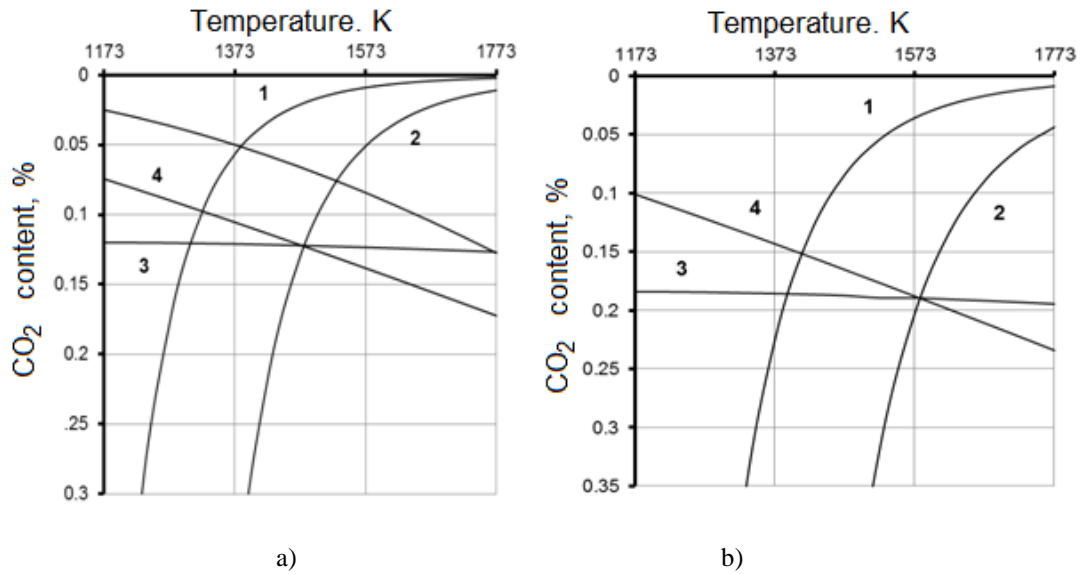 Temperature. K
1173 1373 1573 1773
0
0.05
0.1
0.15
0.2
.25
0.3
CO2 content, %
1
2
4
3
a)
Temperature. K
1173 1373 1573 1773
0
0.05
0.1
0.15
0.2
0.25
0.3
0.35
CO2 content, %
1
2
4
3
b)